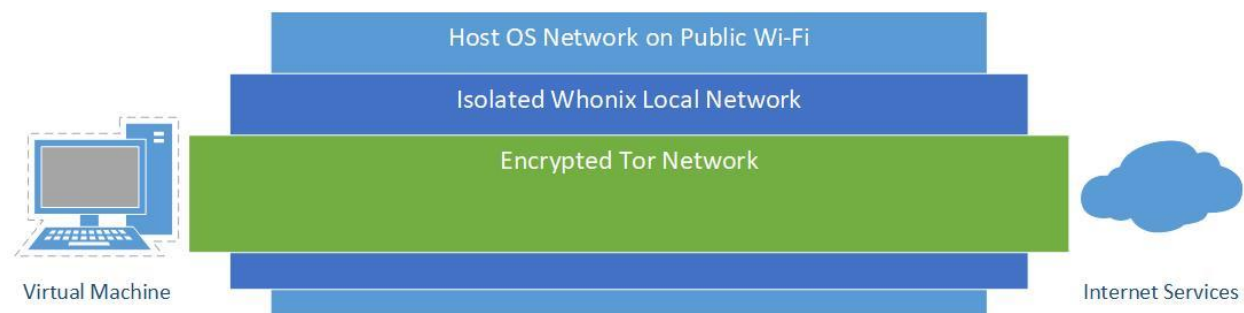 Host OS Network on Public Wi-Fi
Isolated Whonix Local Network
Encrypted Tor Network
Virtual Machine
Internet Services